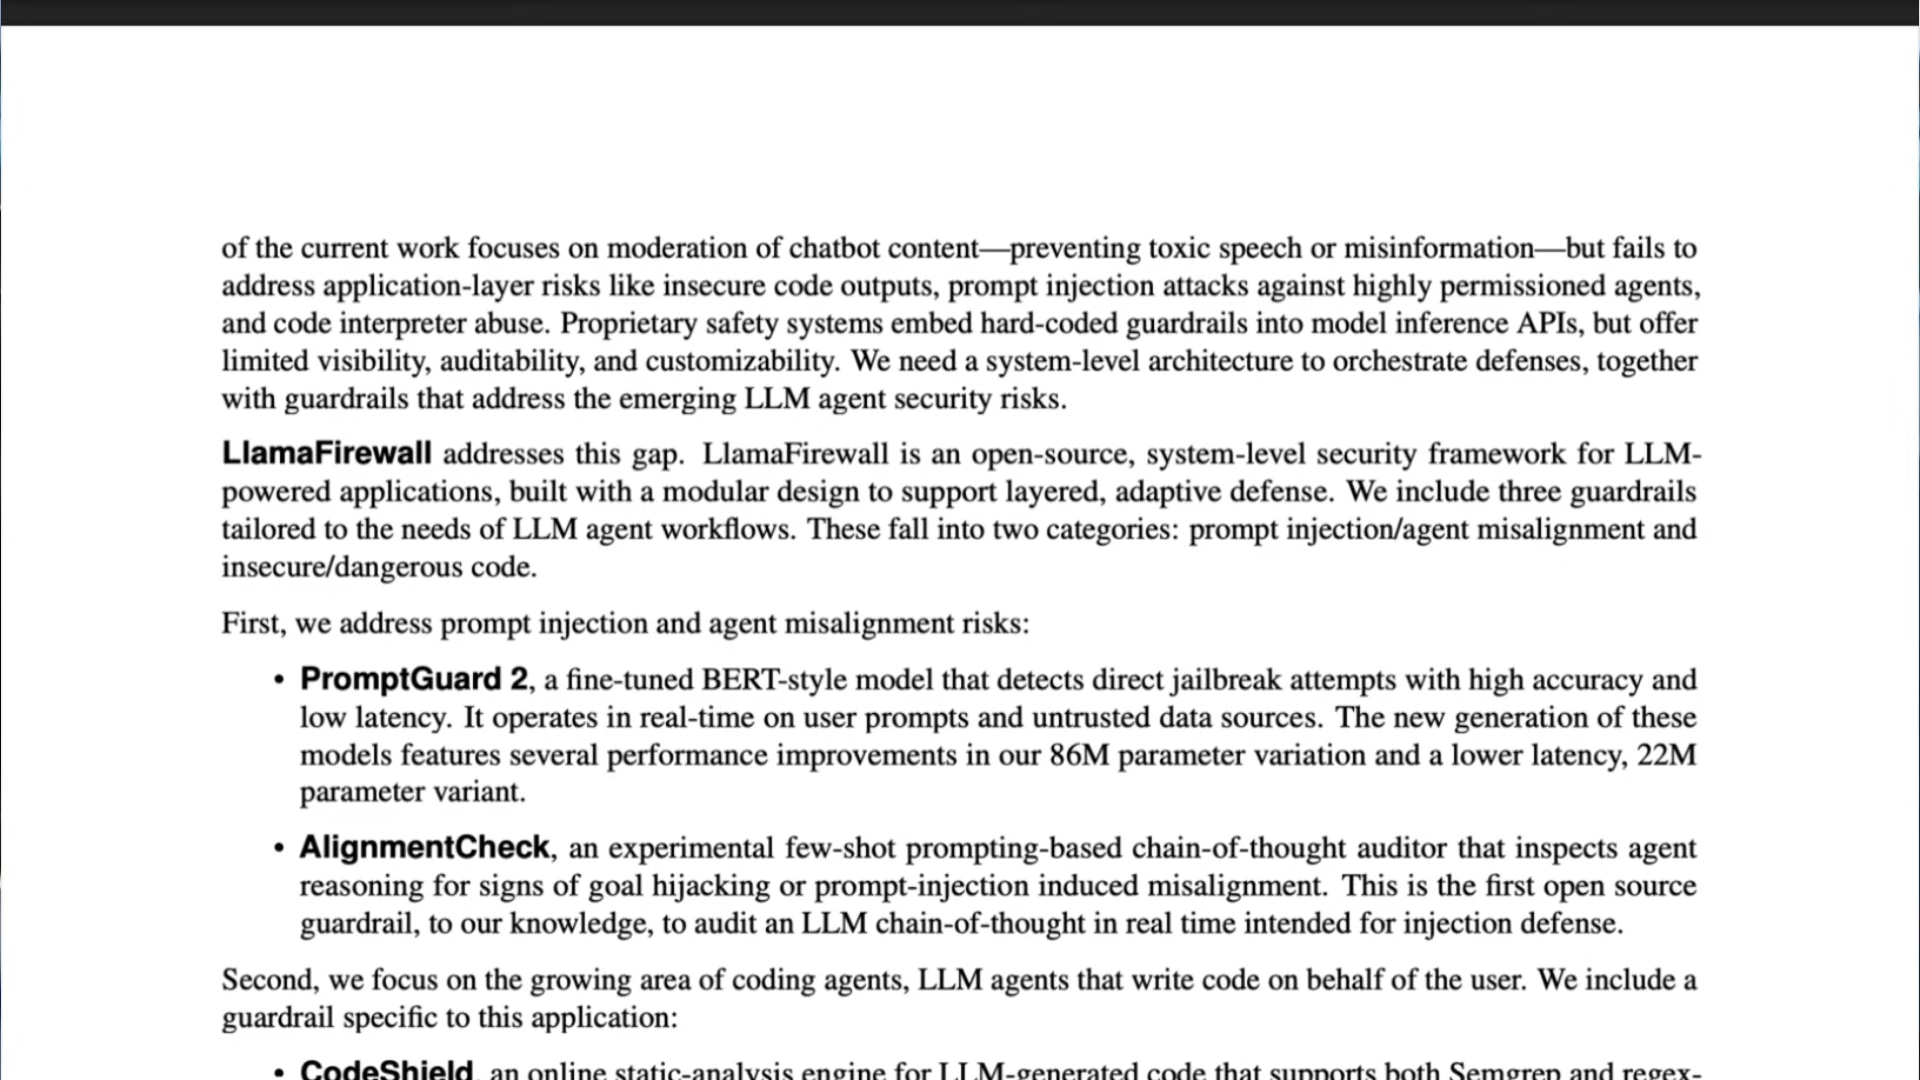 of the current work focuses on moderation of chatbot content—preventing toxic speech or misinformation—but fails to
address application-layer risks like insecure code outputs, prompt injection attacks against highly permissioned agents,
and code interpreter abuse. Proprietary safety systems embed hard-coded guardrails into model inference APIs, but offer
limited visibility, auditability, and customizability. We need a system-level architecture to orchestrate defenses, together
with guardrails that address the emerging LLM agent security risks.
LlamaFirewall addresses this gap. LlamaFirewall is an open-source, system-level security framework for LLM-
powered applications, built with a modular design to support layered, adaptive defense. We include three guardrails
tailored to the needs of LLM agent workflows. These fall into two categories: prompt injection/agent misalignment and
insecure/dangerous code.
First, we address prompt injection and agent misalignment risks:
• PromptGuard 2, a fine-tuned BERT-style model that detects direct jailbreak attempts with high accuracy and
low latency. It operates in real-time on user prompts and untrusted data sources. The new generation of these
models features several performance improvements in our 86M parameter variation and a lower latency, 22M
parameter variant.
• AlignmentCheck, an experimental few-shot prompting-based chain-of-thought auditor that inspects agent
reasoning for signs of goal hijacking or prompt-injection induced misalignment. This is the first open source
guardrail, to our knowledge, to audit an LLM chain-of-thought in real time intended for injection defense.
Second, we focus on the growing area of coding agents, LLM agents that write code on behalf of the user. We include a
guardrail specific to this application:
• CodeShield, an online static-analysis engine for LLM-generated code that supports both Semgrep and regex-